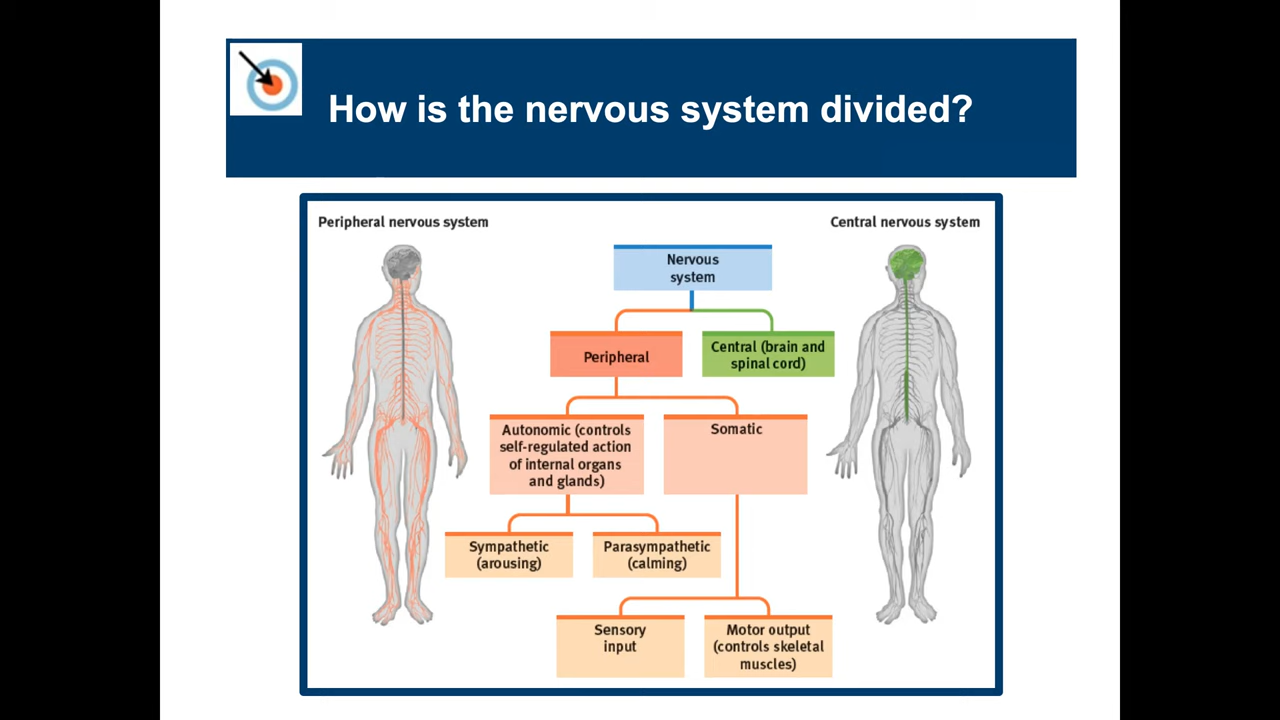 How is the nervous system divided?
Peripheral nervous system
Central nervous system
Nervous
system
Peripheral
Central (brain and
spinal cord)
Autonomic (controls
self-regulated action
of internal organs
and glands)
Somatic
Sympathetic
(arousing)
Parasympathetic
(calming)
Sensory
input
Motor output
(controls skeletal
muscles)